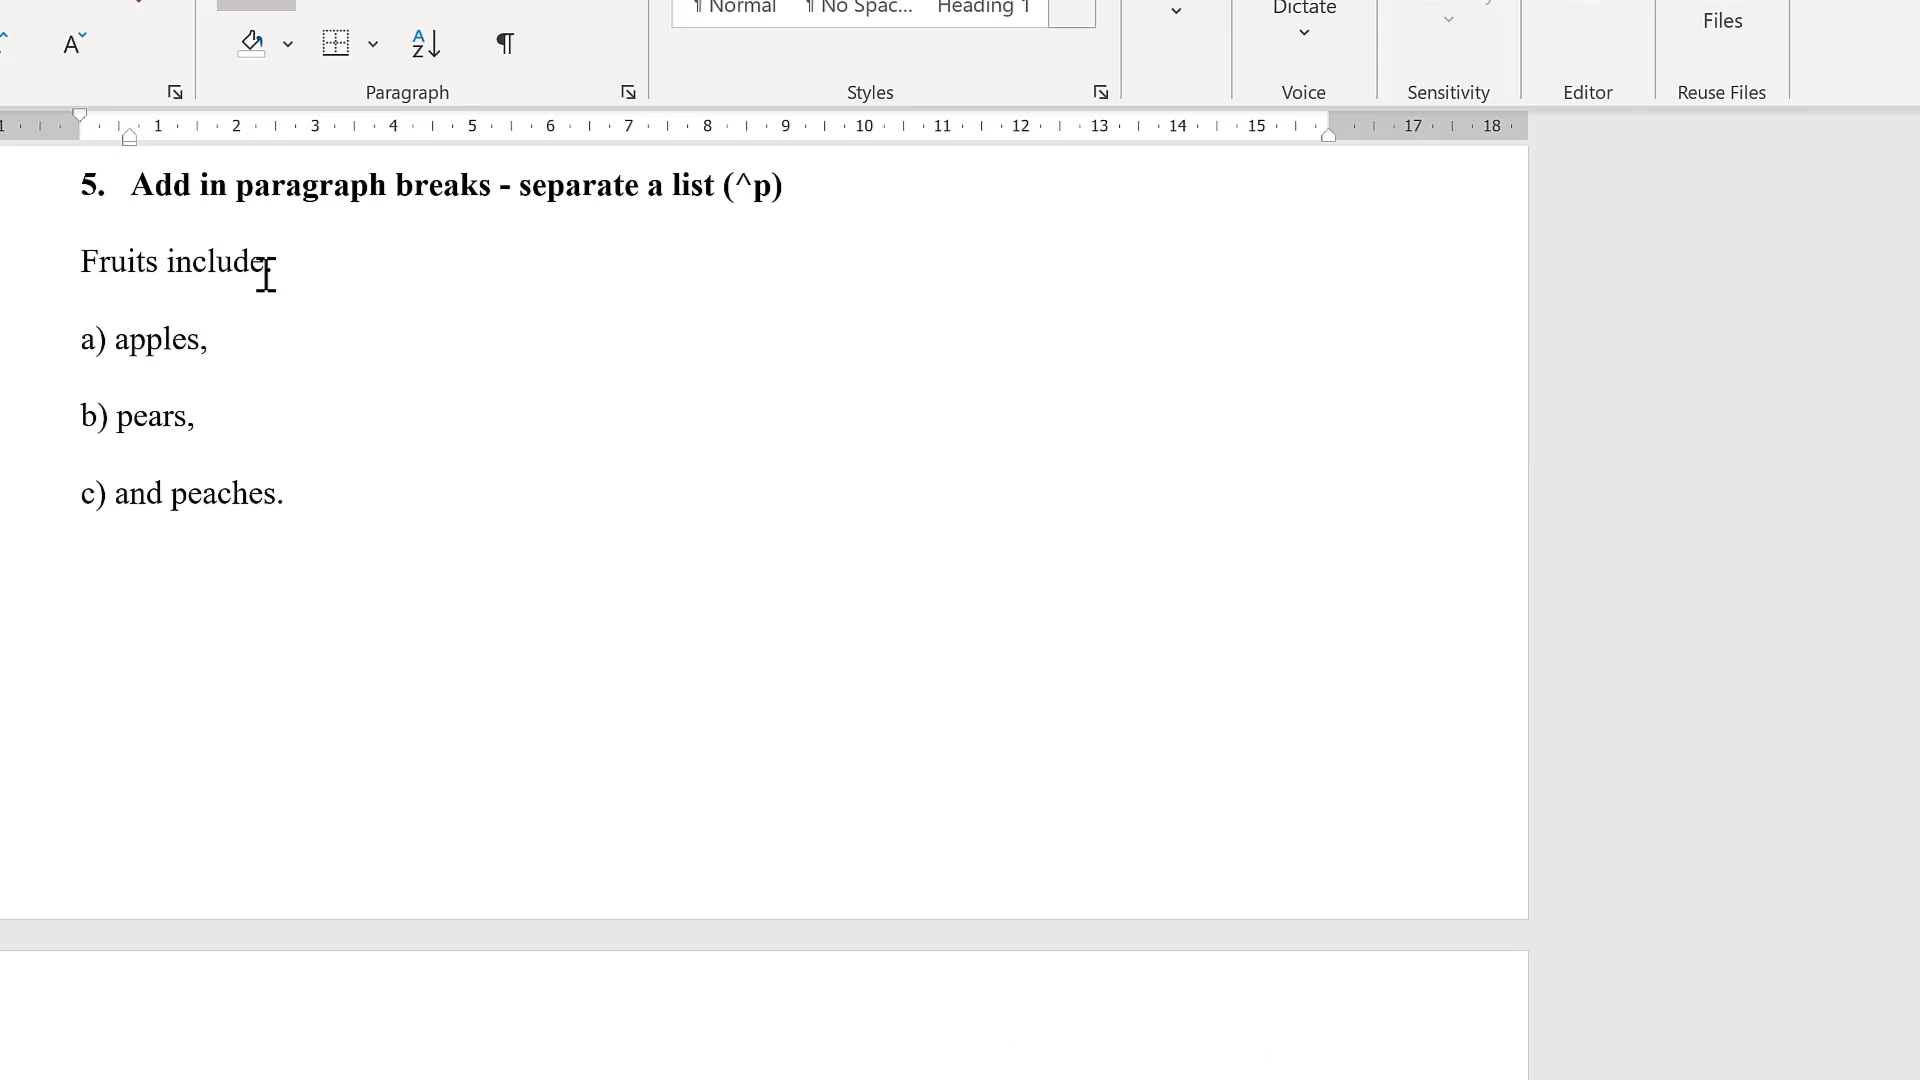 Normal
No Spac...
Heading 1
Dictate
Files
Paragraph
Styles
Voice
Sensitivity
Editor
Reuse Files
1 1 2 3 4 5 6 7 8 9 10 11 12 13 14 15 17 18
5. Add in paragraph breaks - separate a list (^p)
Fruits include:
a) apples,
b) pears,
c) and peaches.